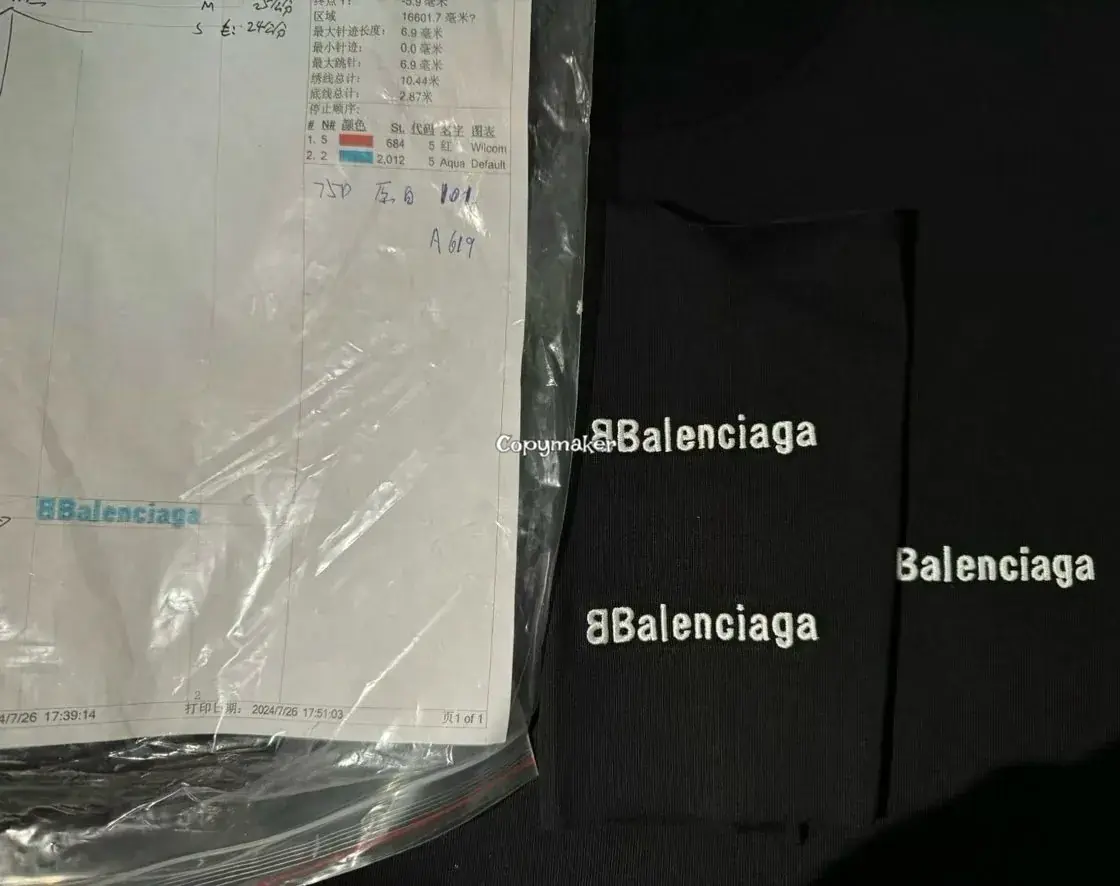 M
S
区域 16601.7 毫米?
最大针迹长度: 6.9 毫米
最小针迹: 0.0 毫米
最大跳针: 6.9 毫米
绣线总计: 10.44米
底线总计: 2.87米
停止顺序:
# N# 颜色 St. 代码 名字 图表
1. 5 684 5 红 Wilcom
2. 2 2,012 5 Aqua Default
75D 101
A619
BBalenciaga
2
4/7/26 17:39:14 打印日期: 2024/7/26 17:51:03 页1 of 1
Copymaker
BBalenciaga
Balenciaga
BBalenciaga